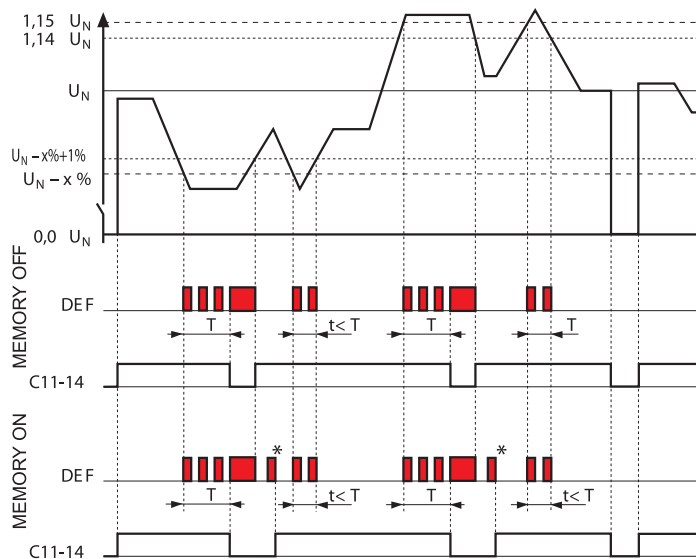 1,15 U_N
1,14 U_N
U_N
U_N – x%+1%
U_N – x %
0,0 U_N
MEMORY OFF
DEF
T t< T T T
C11-14
MEMORY ON
* *
DEF
T t< T T t< T
C11-14